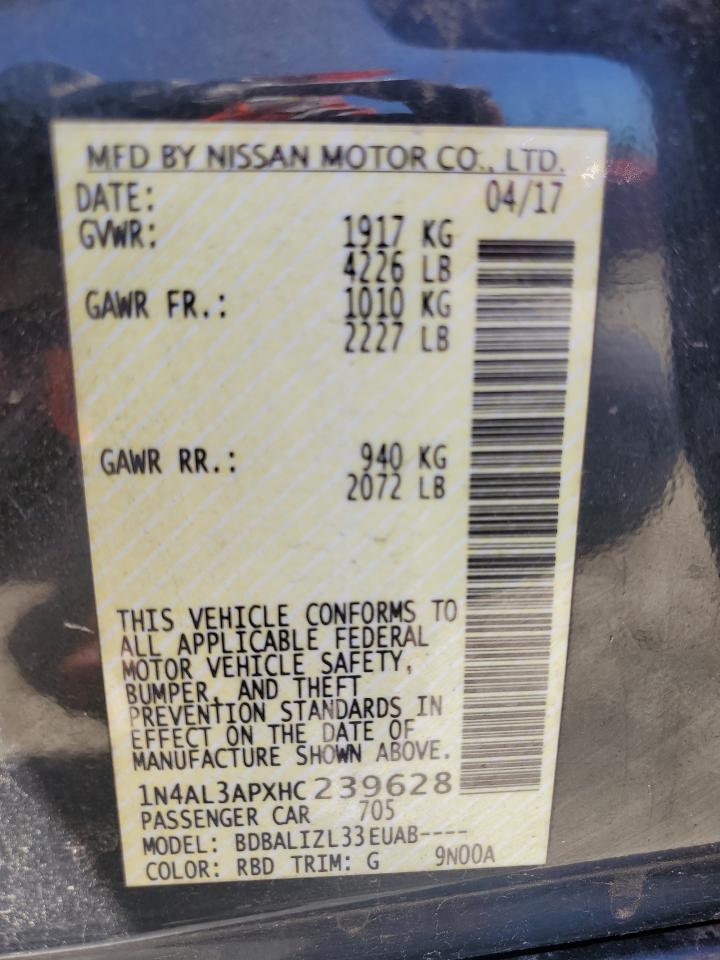 MFD BY NISSAN MOTOR CO., LTD.
DATE: 04/17
GVWR: 1917 KG
4226 LB
GAWR FR.: 1010 KG
2227 LB
GAWR RR.: 940 KG
2072 LB
THIS VEHICLE CONFORMS TO
ALL APPLICABLE FEDERAL
MOTOR VEHICLE SAFETY,
BUMPER, AND THEFT
PREVENTION STANDARDS IN
EFFECT ON THE DATE OF
MANUFACTURE SHOWN ABOVE.
1N4AL3APXHC239628
PASSENGER CAR 705
MODEL: BDBALIZL33EUAB----
COLOR: RBD TRIM: G 9N00A